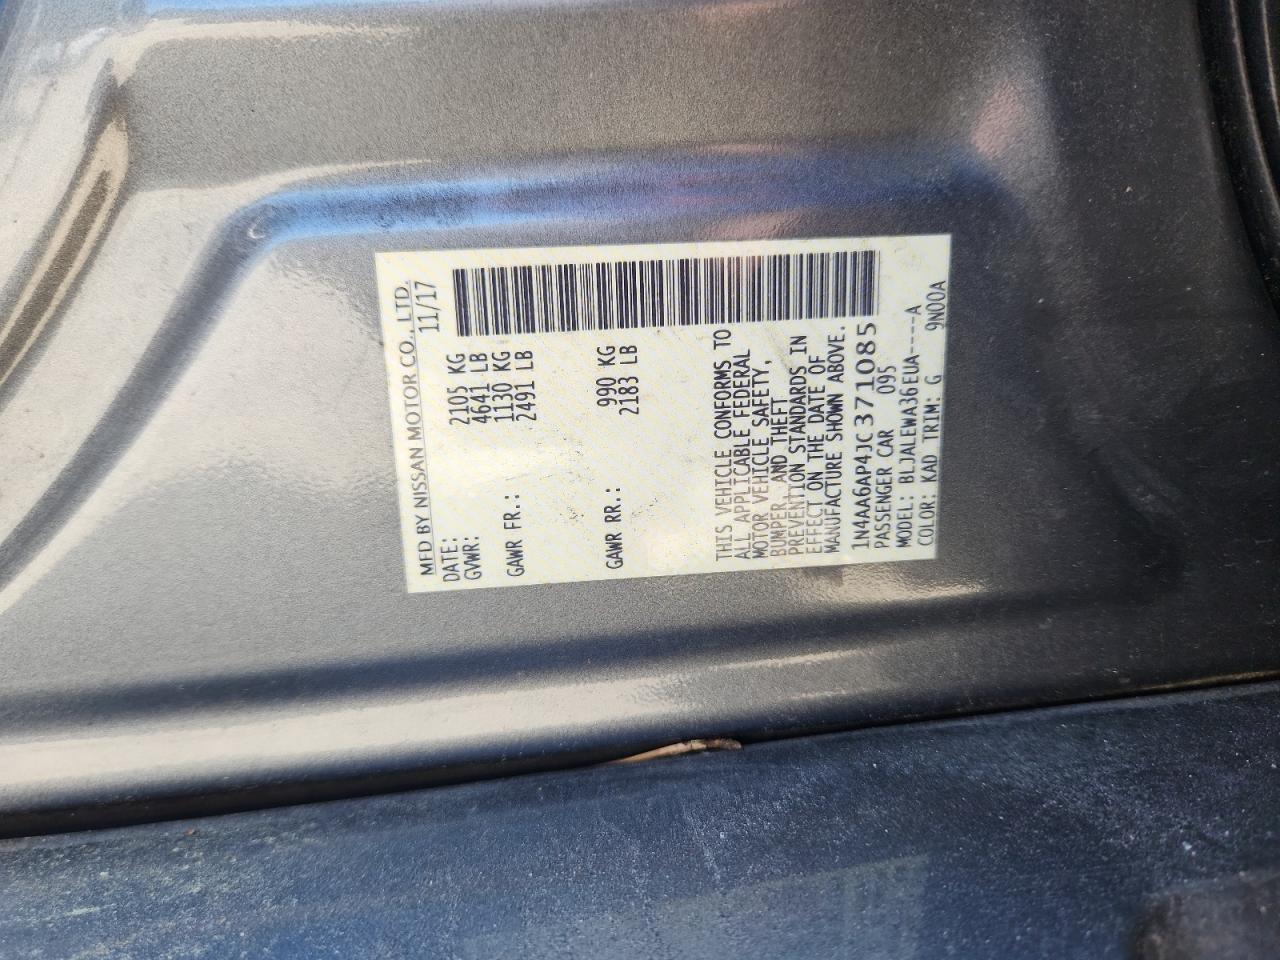 MFD BY NISSAN MOTOR CO., LTD.
DATE: 11/17
GVWR: 2105 KG
4641 LB
GAWR FR.: 1130 KG
2491 LB
GAWR RR.: 990 KG
2183 LB
THIS VEHICLE CONFORMS TO
ALL APPLICABLE FEDERAL
MOTOR VEHICLE SAFETY,
BUMPER, AND THEFT
PREVENTION STANDARDS IN
EFFECT ON THE DATE OF
MANUFACTURE SHOWN ABOVE.
1N4AA6AP4JC371085
PASSENGER CAR 095
MODEL: BLJALEWA36EUA----A
COLOR: KAD TRIM: G 9N00A